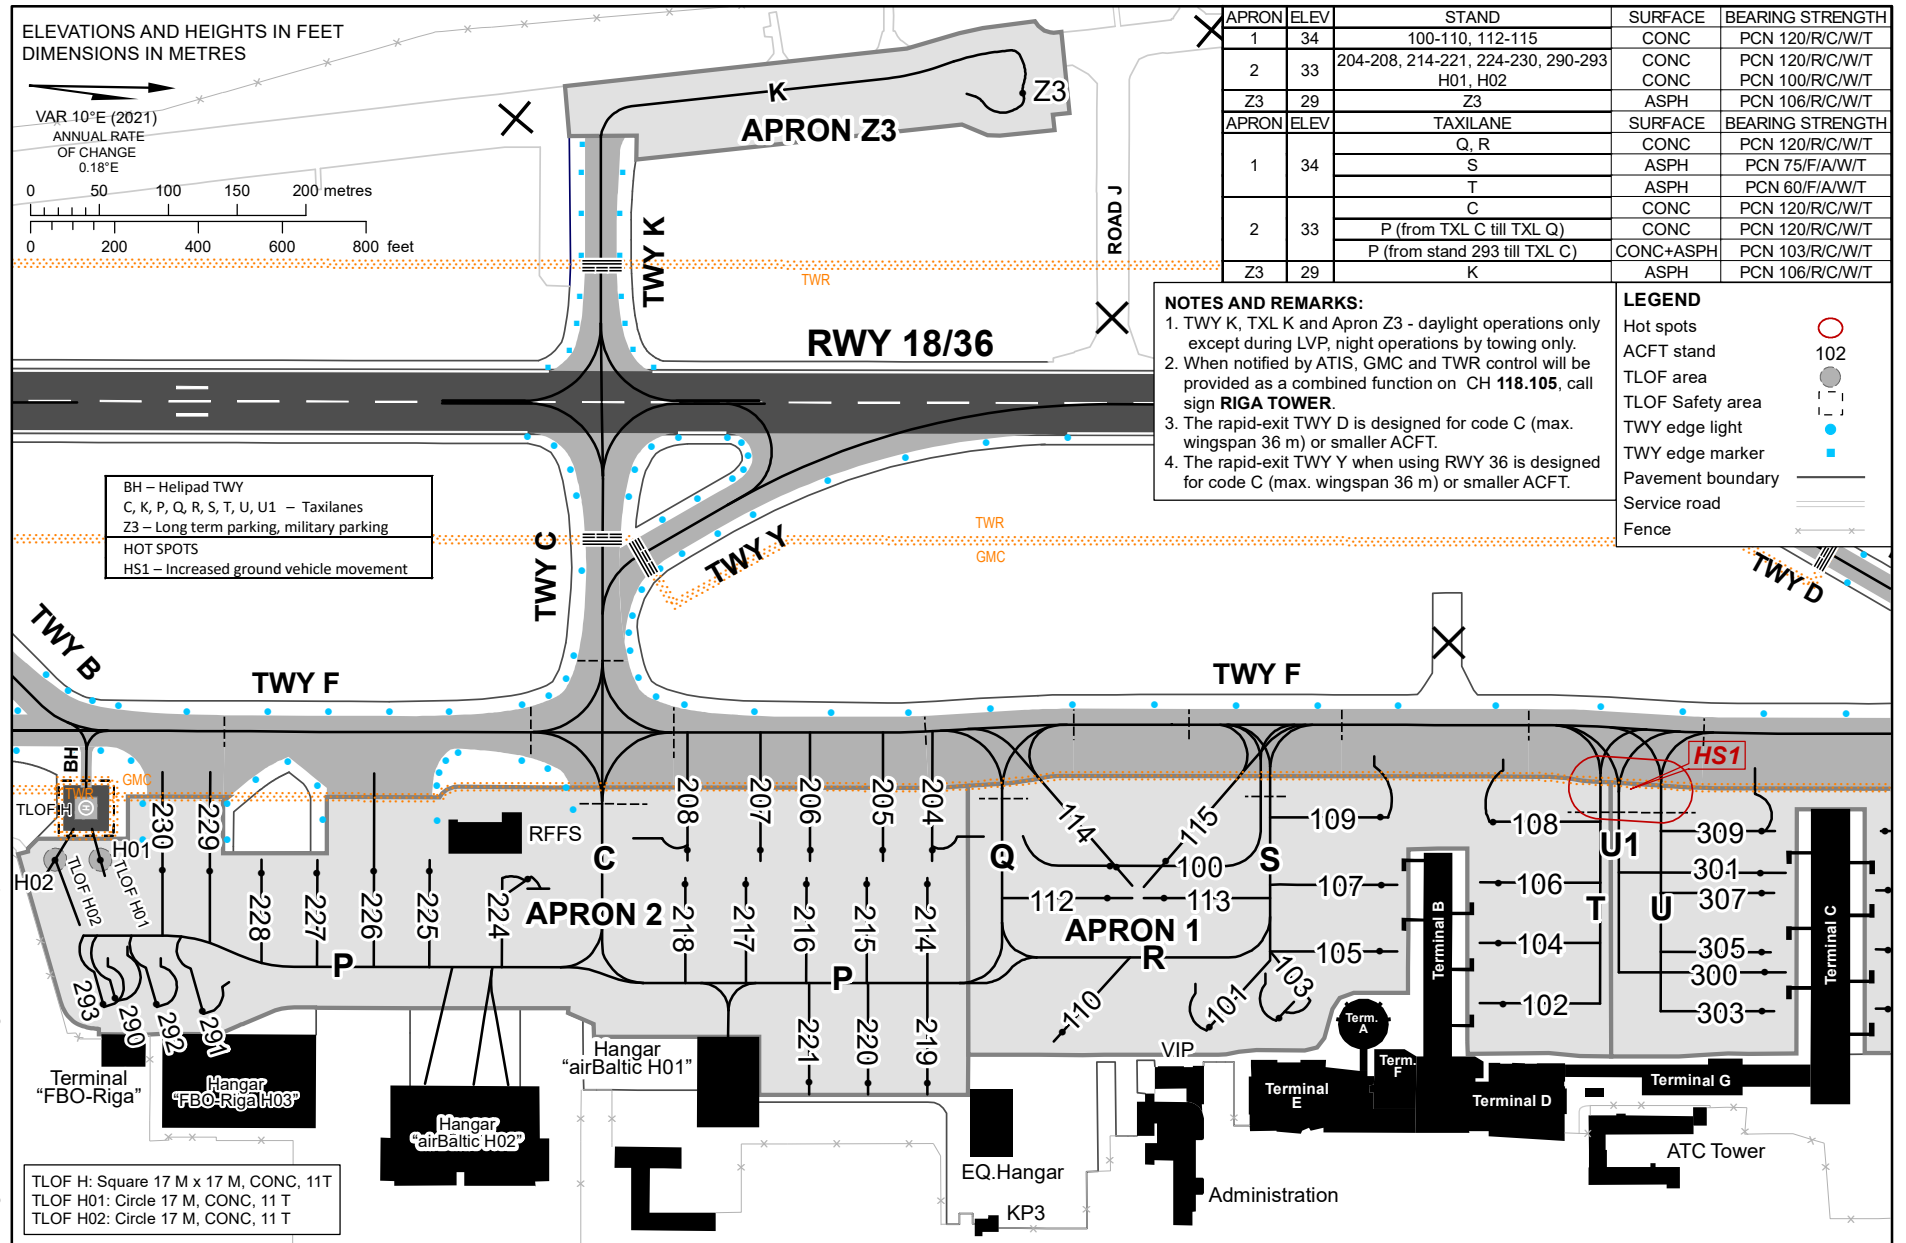 ELEVATIONS AND HEIGHTS IN FEET
DIMENSIONS IN METRES
VAR 10°E (2021)
ANNUAL RATE
OF CHANGE
0.18°E
0 50 100 150 200 metres
0 200 400 600 800 feet
APRON ELEV STAND SURFACE BEARING STRENGTH
1 34 100-110, 112-115 CONC PCN 120/R/C/W/T
2 33 204-208, 214-221, 224-230, 290-293 CONC PCN 120/R/C/W/T
H01, H02 CONC PCN 100/R/C/W/T
Z3 29 Z3 ASPH PCN 106/R/C/W/T
APRON ELEV TAXILANE SURFACE BEARING STRENGTH
1 34 Q, R CONC PCN 120/R/C/W/T
S ASPH PCN 75/F/A/W/T
T ASPH PCN 60/F/A/W/T
2 33 C CONC PCN 120/R/C/W/T
P (from TXL C till TXL Q) CONC PCN 120/R/C/W/T
P (from stand 293 till TXL C) CONC+ASPH PCN 103/R/C/W/T
Z3 29 K ASPH PCN 106/R/C/W/T
NOTES AND REMARKS:
1. TWY K, TXL K and Apron Z3 - daylight operations only
except during LVP, night operations by towing only.
2. When notified by ATIS, GMC and TWR control will be
provided as a combined function on CH 118.105, call
sign RIGA TOWER.
3. The rapid-exit TWY D is designed for code C (max.
wingspan 36 m) or smaller ACFT.
4. The rapid-exit TWY Y when using RWY 36 is designed
for code C (max. wingspan 36 m) or smaller ACFT.
LEGEND
Hot spots
ACFT stand 102
TLOF area
TLOF Safety area
TWY edge light
TWY edge marker
Pavement boundary
Service road
Fence
K
Z3
APRON Z3
TWY K
ROAD J
TWR
RWY 18/36
BH – Helipad TWY
C, K, P, Q, R, S, T, U, U1 – Taxilanes
Z3 – Long term parking, military parking
HOT SPOTS
HS1 – Increased ground vehicle movement
TWY C
TWY Y
TWR
GMC
TWY D
TWY B
TWY F
TWY F
BH
GMC
TWR
TLOF H
H
H01
H02
TLOF H02
TLOF H01
230
229
228
227
226
225
224
RFFS
C
APRON 2
208
207
206
205
204
218
217
216
215
214
221
220
219
P
P
293
290
292
291
Q
114
115
100
112
113
APRON 1
R
S
110
101
103
109
107
105
108
106
104
102
HS1
U1
T
U
309
301
307
305
300
303
Terminal B
Terminal C
Term.
A
Term.
F
Terminal
E
Terminal D
Terminal G
ATC Tower
VIP
Administration
EQ.Hangar
KP3
Terminal
“FBO-Riga”
Hangar
“FBO-Riga H03”
Hangar
“airBaltic H02”
Hangar
“airBaltic H01”
TLOF H: Square 17 M x 17 M, CONC, 11T
TLOF H01: Circle 17 M, CONC, 11 T
TLOF H02: Circle 17 M, CONC, 11 T